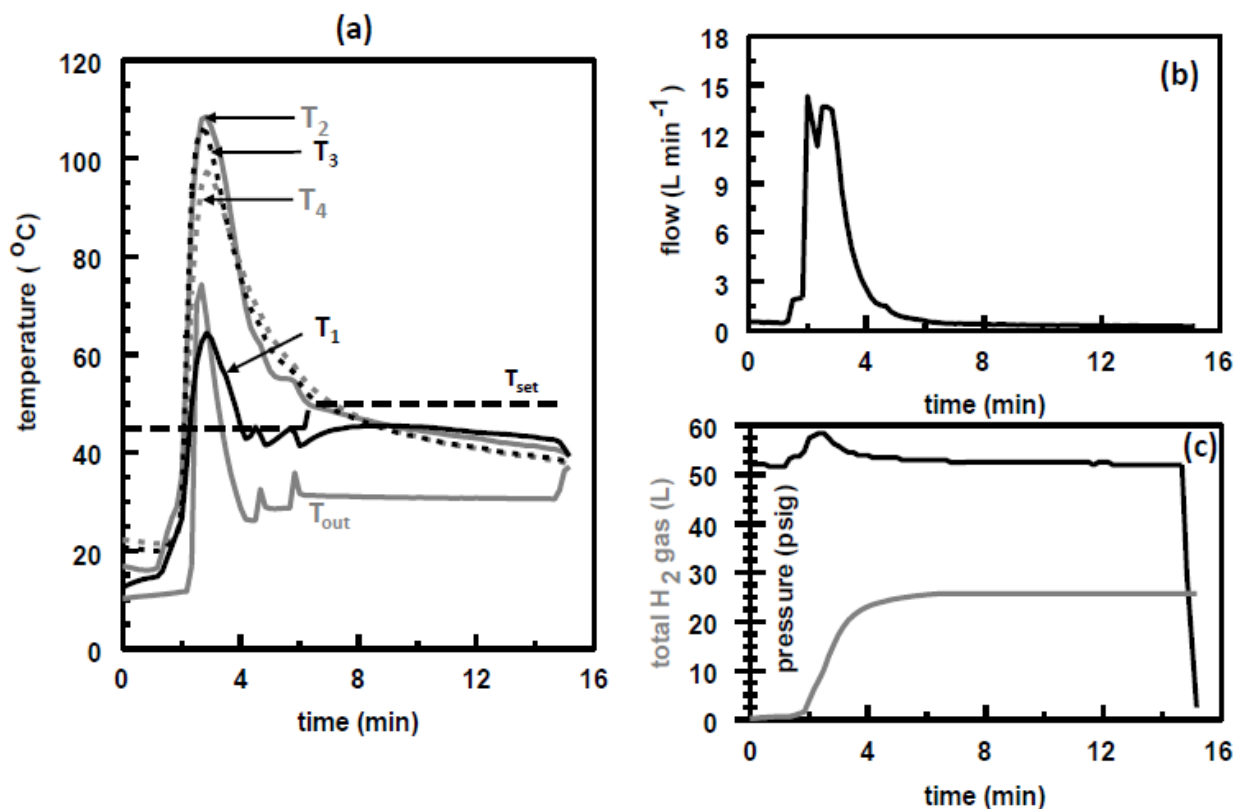 (a)
120
100
80
60
40
20
0
temperature ( °C)
T₂
T₃
T₄
T₁
Tset
Tout
0 4 8 12 16
time (min)
(b)
18
15
12
9
6
3
0
flow (L min⁻¹)
0 4 8 12 16
time (min)
(c)
60
50
40
30
20
10
0
total H₂ gas (L)
pressure (psig)
0 4 8 12 16
time (min)